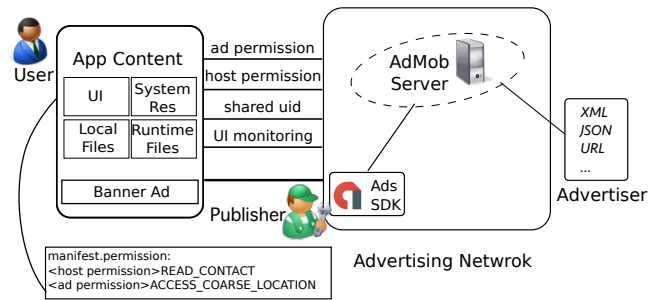 User
App Content
UI
System
Res
Local
Files
Runtime
Files
Banner Ad
ad permission
host permission
shared uid
UI monitoring
Publisher
AdMob
Server
Ads
SDK
XML
JSON
URL
...
Advertiser
Advertising Netwrok
manifest.permission:
<host permission>READ_CONTACT
<ad permission>ACCESS_COARSE_LOCATION